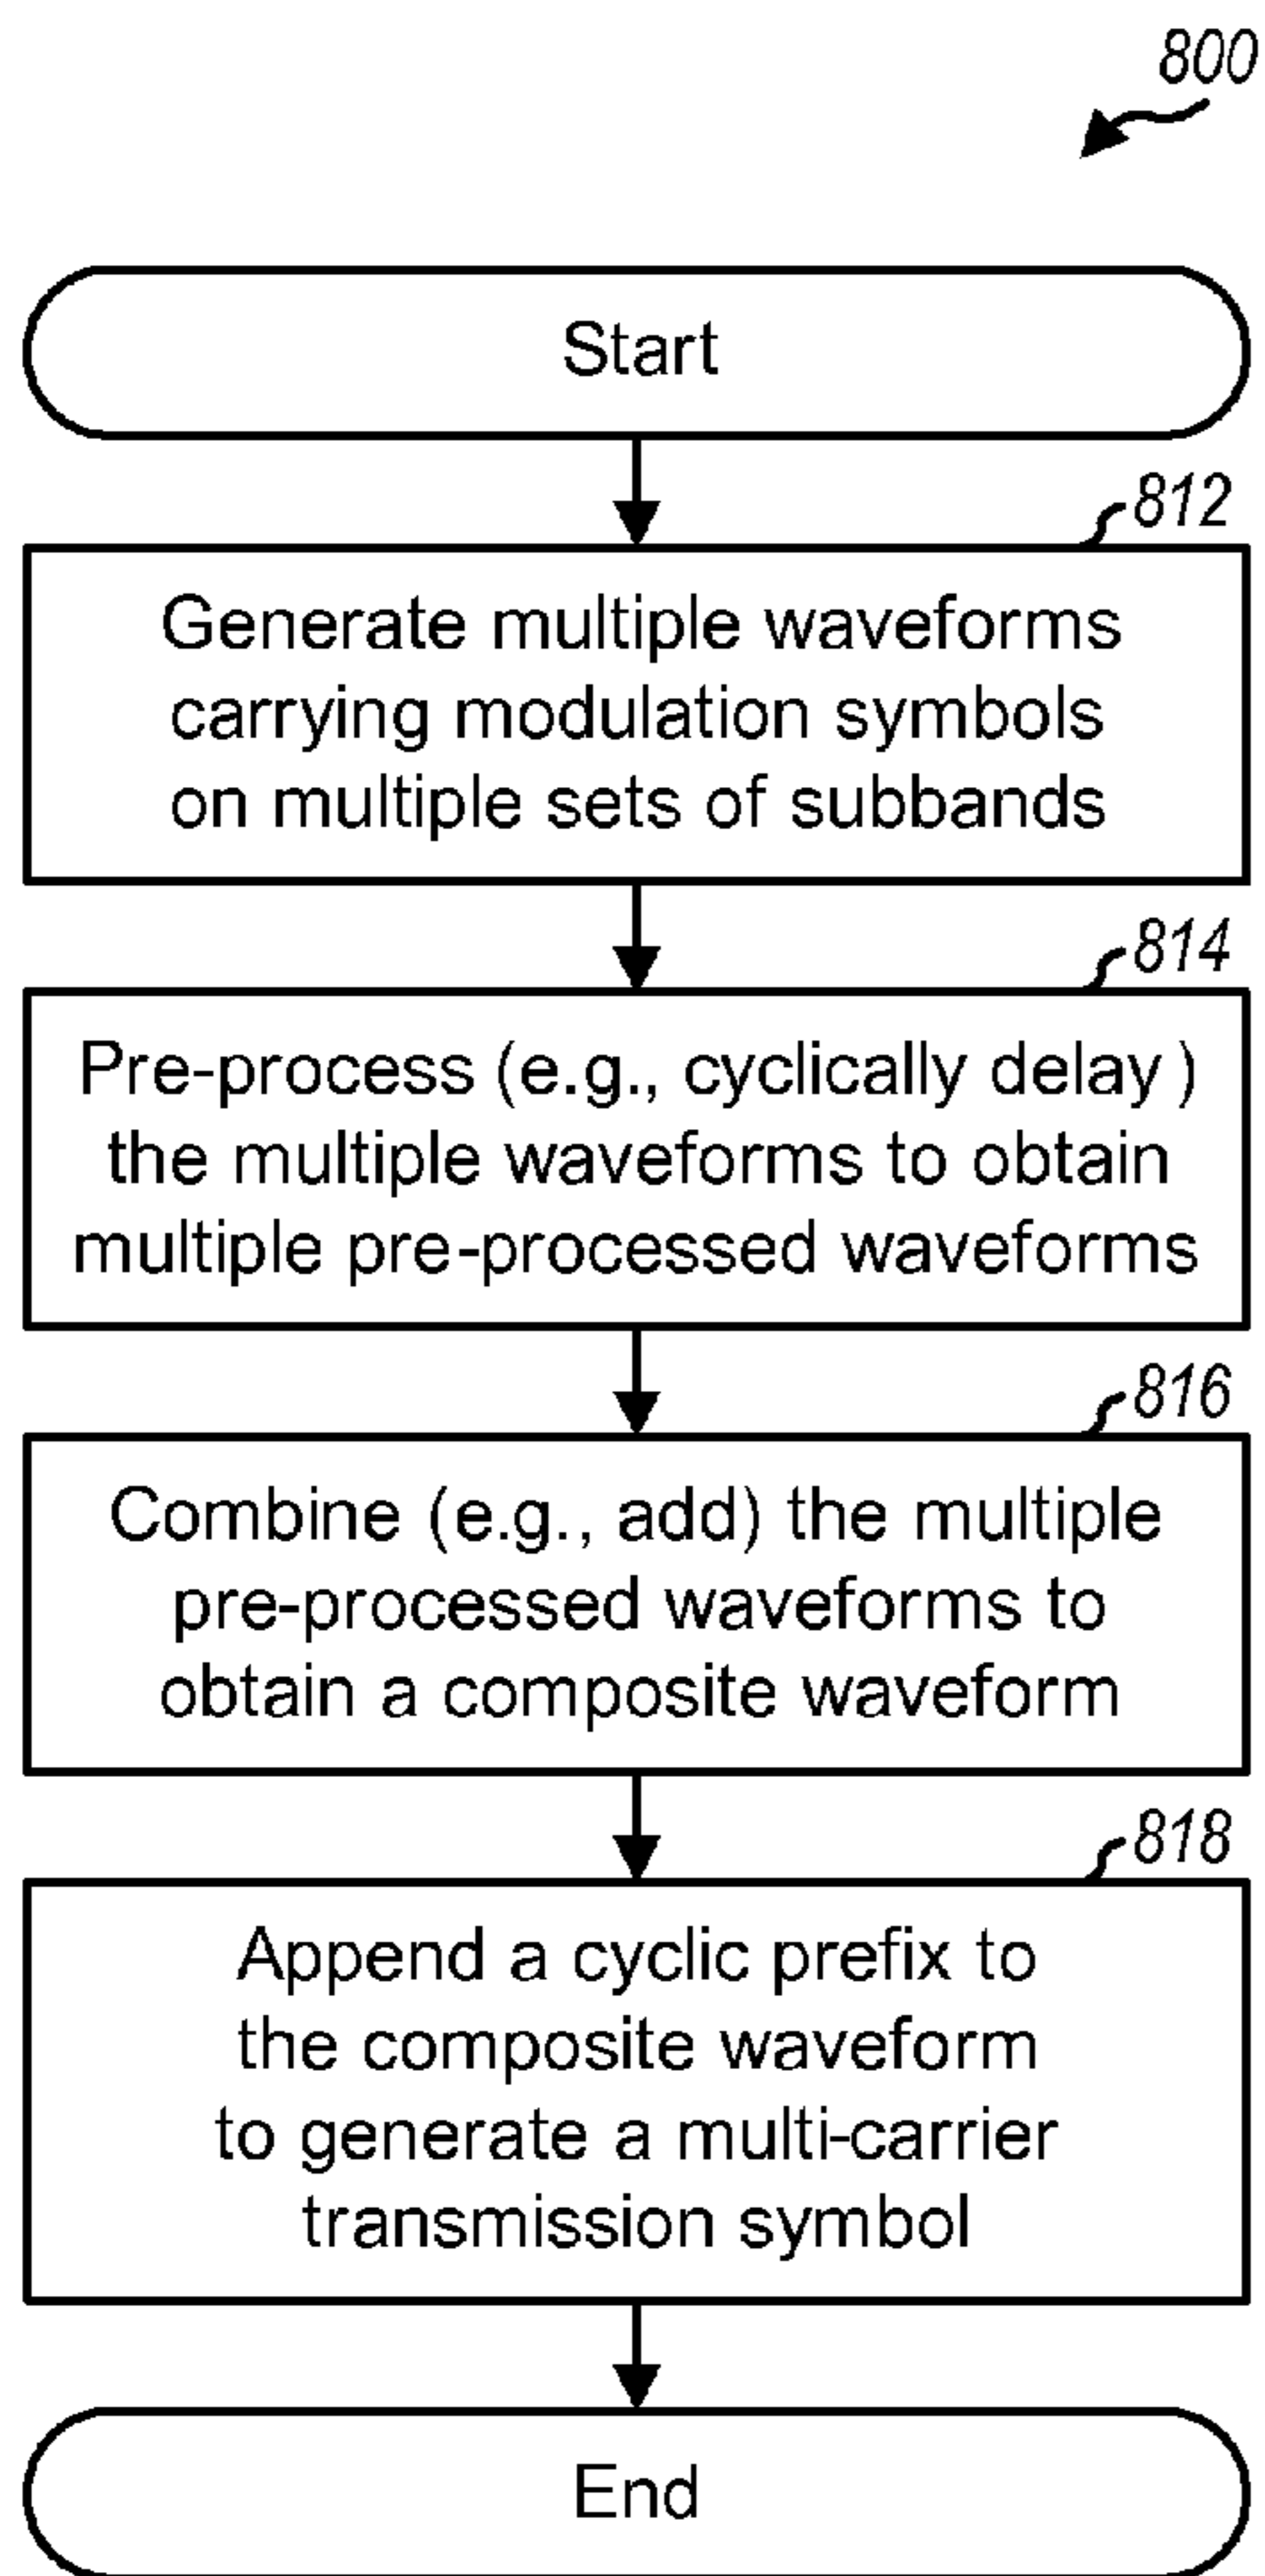 800
Start
812
Generate multiple waveforms
carrying modulation symbols
on multiple sets of subbands
814
Pre-process (e.g., cyclically delay)
the multiple waveforms to obtain
multiple pre-processed waveforms
816
Combine (e.g., add) the multiple
pre-processed waveforms to
obtain a composite waveform
818
Append a cyclic prefix to
the composite waveform
to generate a multi-carrier
transmission symbol
End